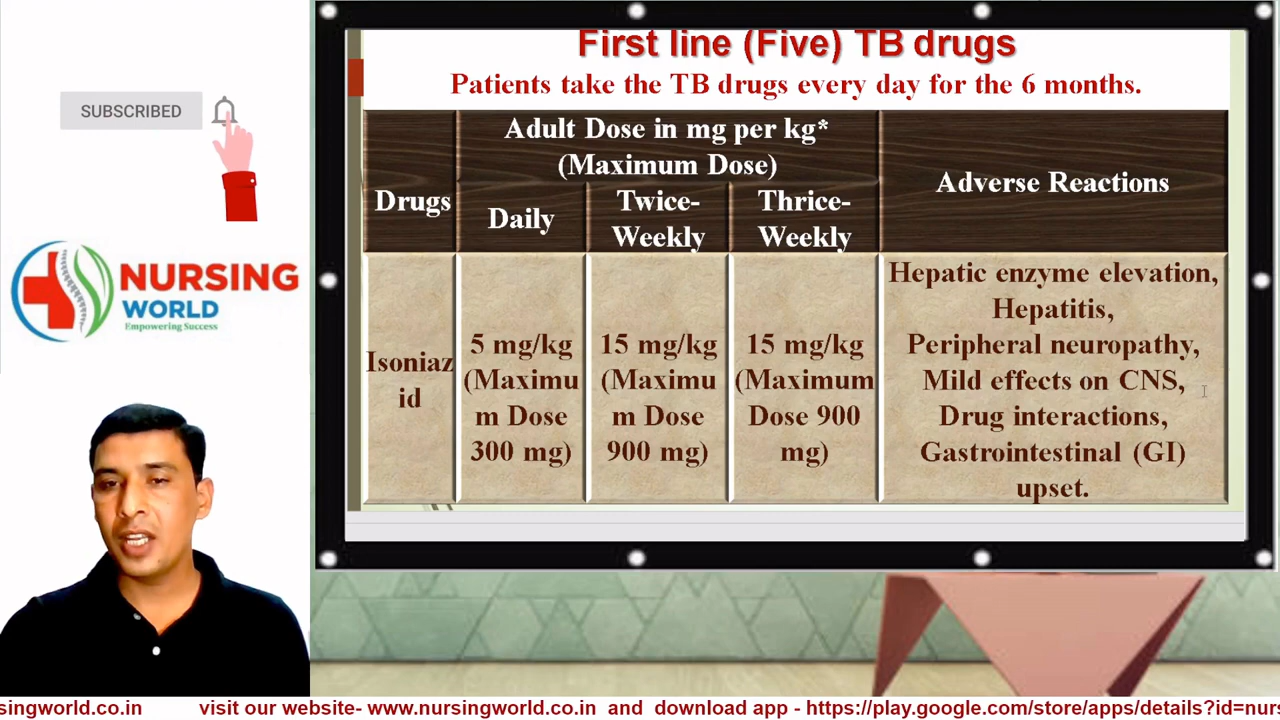 First line (Five) TB drugs
Patients take the TB drugs every day for the 6 months.
SUBSCRIBED
Adult Dose in mg per kg*
(Maximum Dose)
Adverse Reactions
Drugs
Daily
Twice-
Weekly
Thrice-
Weekly
NURSING
WORLD
Empowering Success
Isoniaz
id
5 mg/kg
(Maximu
m Dose
300 mg)
15 mg/kg
(Maximu
m Dose
900 mg)
15 mg/kg
(Maximum
Dose 900
mg)
Hepatic enzyme elevation,
Hepatitis,
Peripheral neuropathy,
Mild effects on CNS,
Drug interactions,
Gastrointestinal (GI)
upset.
singworld.co.in visit our website- www.nursingworld.co.in and download app - https://play.google.com/store/apps/details?id=nurs